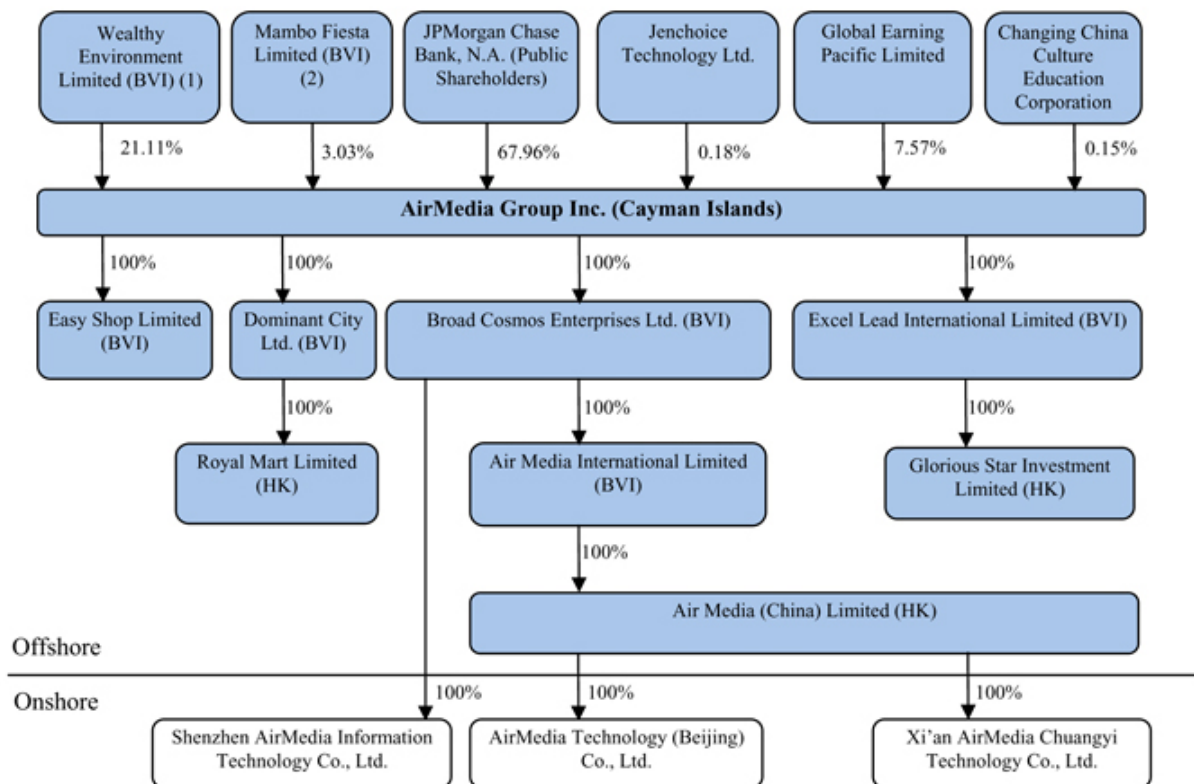 Wealthy
Environment
Limited (BVI) (1)
Mambo Fiesta
Limited (BVI)
(2)
JPMorgan Chase
Bank, N.A. (Public
Shareholders)
Jenchoice
Technology Ltd.
Global Earning
Pacific Limited
Changing China
Culture
Education
Corporation
21.11%
3.03%
67.96%
0.18%
7.57%
0.15%
AirMedia Group Inc. (Cayman Islands)
100%
100%
100%
100%
Easy Shop Limited
(BVI)
Dominant City
Ltd. (BVI)
Broad Cosmos Enterprises Ltd. (BVI)
Excel Lead International Limited (BVI)
100%
100%
100%
Royal Mart Limited
(HK)
Air Media International Limited
(BVI)
Glorious Star Investment
Limited (HK)
100%
Air Media (China) Limited (HK)
Offshore
Onshore
100%
100%
100%
Shenzhen AirMedia Information
Technology Co., Ltd.
AirMedia Technology (Beijing)
Co., Ltd.
Xi’an AirMedia Chuangyi
Technology Co., Ltd.